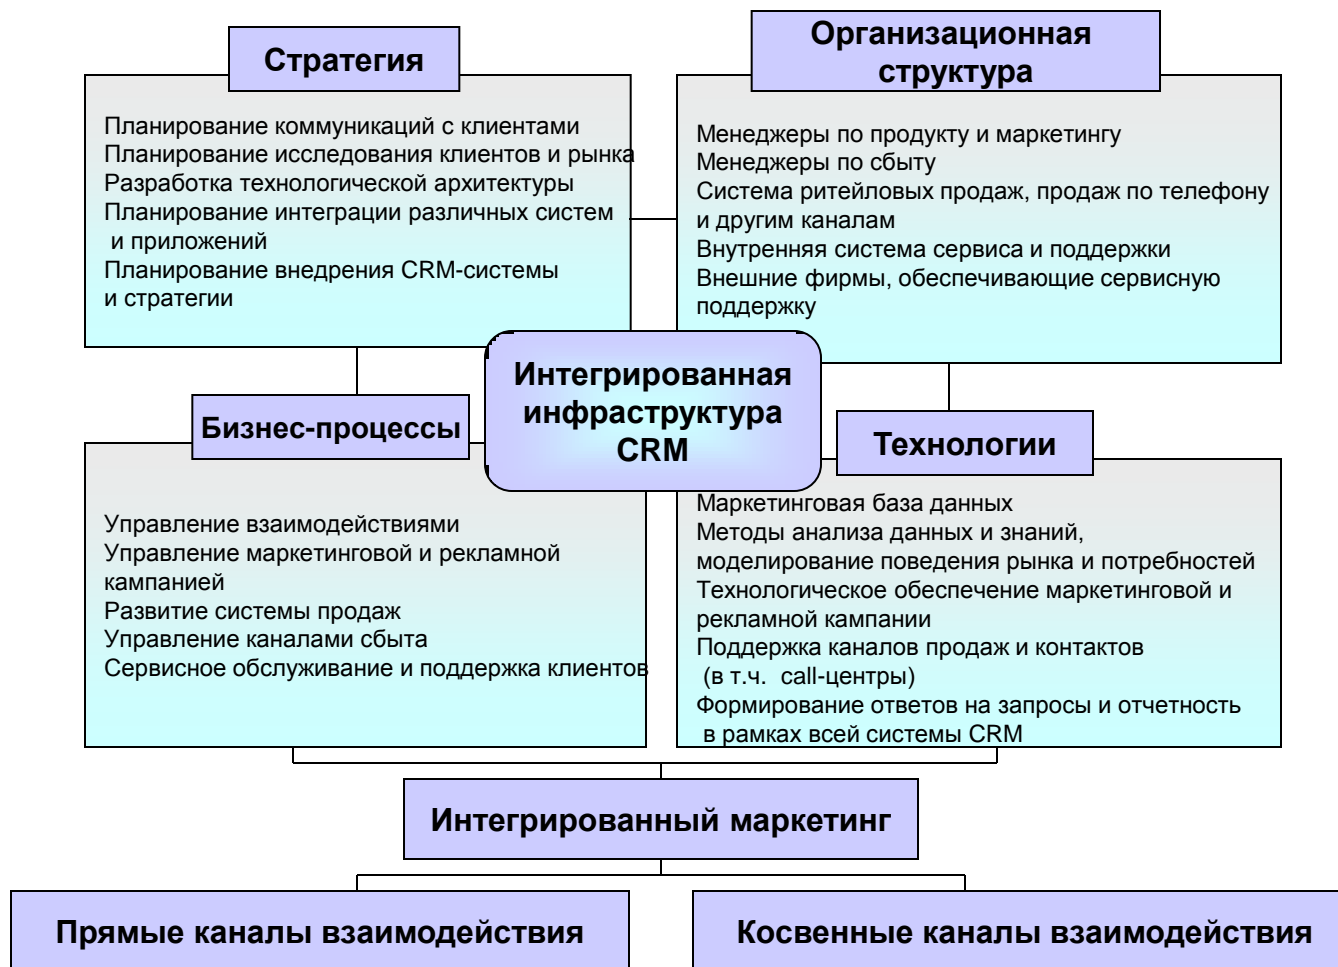 Стратегия
Организационная
структура
Планирование коммуникаций с клиентами
Планирование исследования клиентов и рынка
Разработка технологической архитектуры
Планирование интеграции различных систем
и приложений
Планирование внедрения CRM-системы
и стратегии
Менеджеры по продукту и маркетингу
Менеджеры по сбыту
Система ритейловых продаж, продаж по телефону
и другим каналам
Внутренняя система сервиса и поддержки
Внешние фирмы, обеспечивающие сервисную
поддержку
Интегрированная
инфраструктура
CRM
Бизнес-процессы
Технологии
Управление взаимодействиями
Управление маркетинговой и рекламной
кампанией
Развитие системы продаж
Управление каналами сбыта
Сервисное обслуживание и поддержка клиентов
Маркетинговая база данных
Методы анализа данных и знаний,
моделирование поведения рынка и потребностей
Технологическое обеспечение маркетинговой и
рекламной кампании
Поддержка каналов продаж и контактов
(в т.ч. call-центры)
Формирование ответов на запросы и отчетность
в рамках всей системы CRM
Интегрированный маркетинг
Прямые каналы взаимодействия
Косвенные каналы взаимодействия